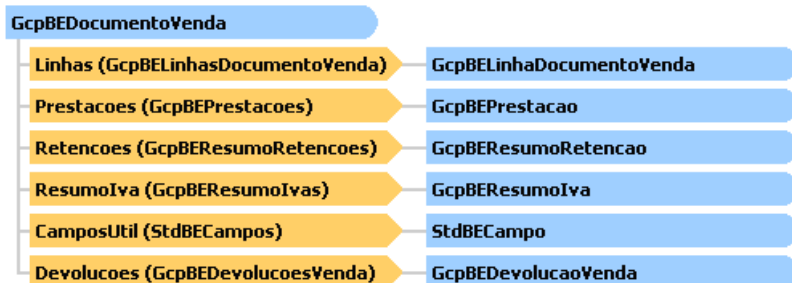 GcpBEDocumentoVenda
Linhas (GcpBELinhasDocumentoVenda) GcpBELinhaDocumentoVenda
Prestacoes (GcpBEPrestacoes) GcpBEPrestacao
Retencoes (GcpBEResumoRetencoes) GcpBEResumoRetencao
ResumoIva (GcpBEResumoIvas) GcpBEResumoIva
CamposUtil (StdBECampos) StdBECampo
Devolucoes (GcpBEDevolucoesVenda) GcpBEDevolucaoVenda